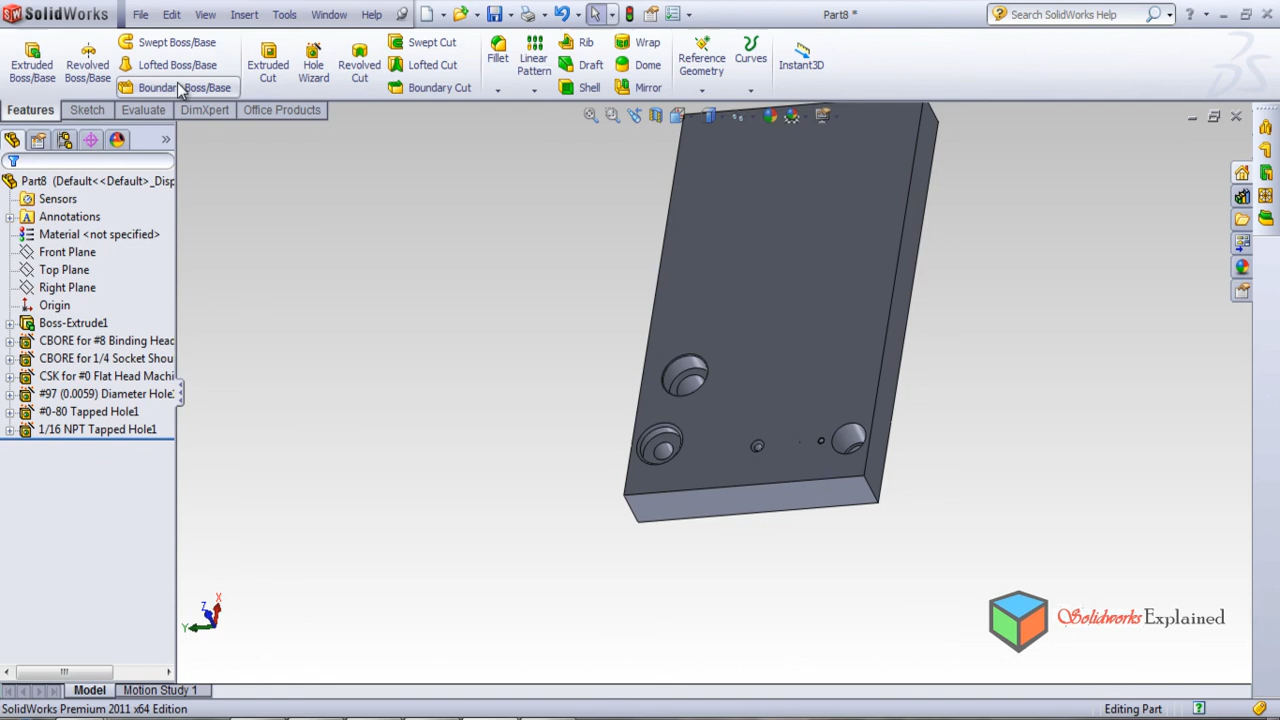 SolidWorks File Edit View Insert Tools Window Help Part8 * Search SolidWorks Help
Extruded Boss/Base
Revolved Boss/Base
Swept Boss/Base
Lofted Boss/Base
Boundary Boss/Base
Extruded Cut
Hole Wizard
Revolved Cut
Swept Cut
Lofted Cut
Boundary Cut
Fillet
Linear Pattern
Rib
Draft
Shell
Wrap
Dome
Mirror
Reference Geometry
Curves
Instant3D
Features Sketch Evaluate DimXpert Office Products
Part8 (Default<<Default>_Disp
Sensors
Annotations
Material <not specified>
Front Plane
Top Plane
Right Plane
Origin
Boss-Extrude1
CBORE for #8 Binding Head
CBORE for 1/4 Socket Shou
CSK for #0 Flat Head Machi
#97 (0.0059) Diameter Hole1
#0-80 Tapped Hole1
1/16 NPT Tapped Hole1
X
Z
Y
Solidworks Explained
Model Motion Study 1
SolidWorks Premium 2011 x64 Edition Editing Part